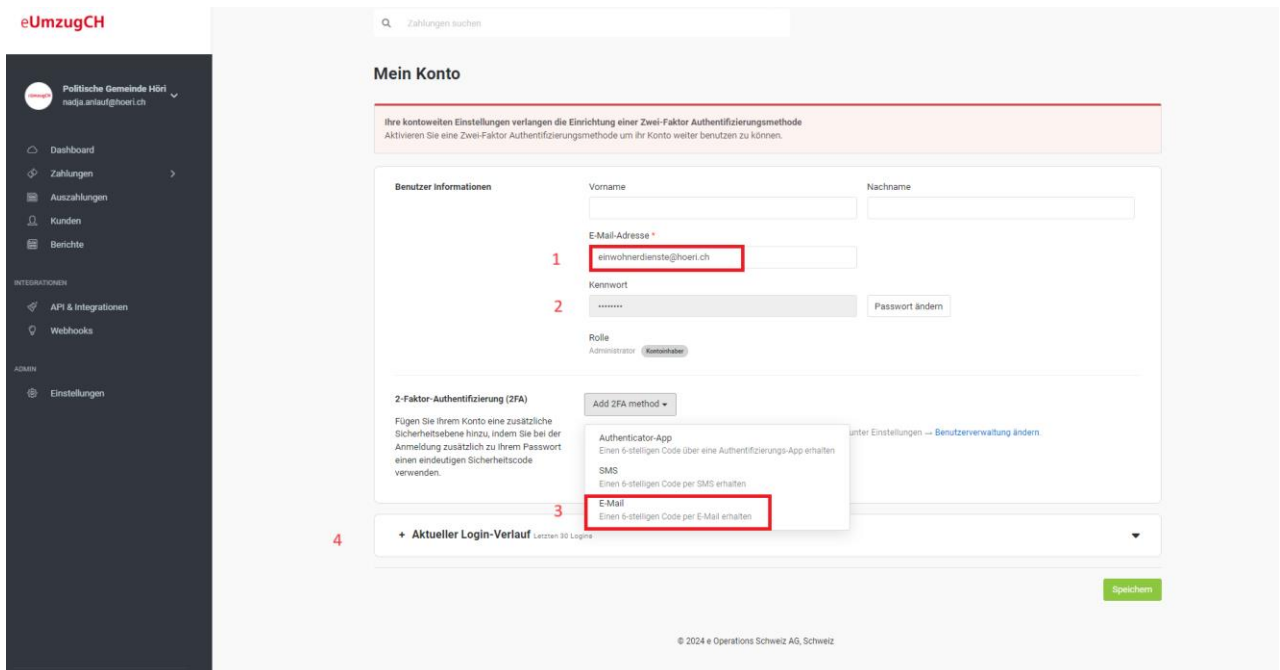 eUmzugCH
Zahlungen suchen
Politische Gemeinde Höri
nadja.anlauf@hoeri.ch
Dashboard
Zahlungen
Auszahlungen
Kunden
Berichte
INTEGRATIONEN
API & Integrationen
Webhooks
ADMIN
Einstellungen
Mein Konto
Ihre kontoweiten Einstellungen verlangen die Einrichtung einer Zwei-Faktor Authentifizierungsmethode
Aktivieren Sie eine Zwei-Faktor Authentifizierungsmethode um ihr Konto weiter benutzen zu können.
Benutzer Informationen
Vorname
Nachname
E-Mail-Adresse *
1
einwohnerdienste@hoeri.ch
Kennwort
2
••••••••
Passwort ändern
Rolle
Administrator Kontoinhaber
2-Faktor-Authentifizierung (2FA)
Fügen Sie Ihrem Konto eine zusätzliche
Sicherheitsebene hinzu, indem Sie bei der
Anmeldung zusätzlich zu Ihrem Passwort
einen eindeutigen Sicherheitscode
verwenden.
Add 2FA method
unter Einstellungen → Benutzerverwaltung ändern.
Authenticator-App
Einen 6-stelligen Code über eine Authentifizierungs-App erhalten
SMS
Einen 6-stelligen Code per SMS erhalten
3
E-Mail
Einen 6-stelligen Code per E-Mail erhalten
4
+ Aktueller Login-Verlauf Letzten 30 Logins
Speichern
© 2024 e Operations Schweiz AG, Schweiz